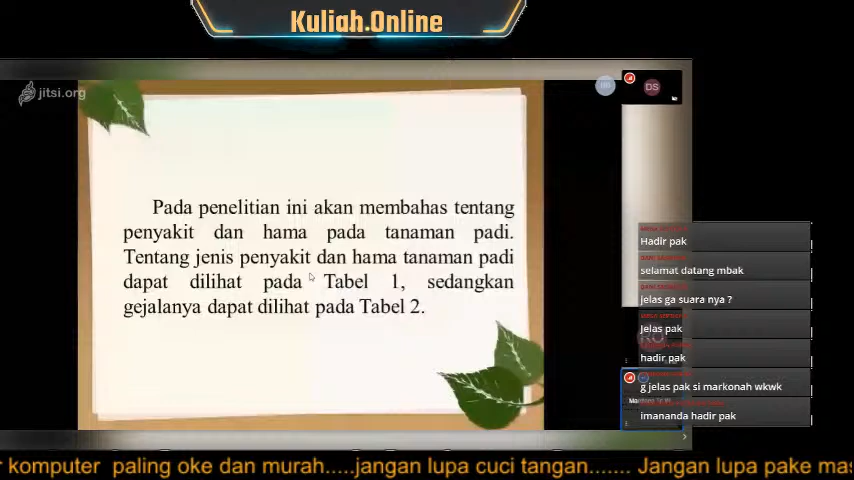 Kuliah.Online
jitsi.org
DS
Pada penelitian ini akan membahas tentang
penyakit dan hama pada tanaman padi.
Tentang jenis penyakit dan hama tanaman padi
dapat dilihat pada Tabel 1, sedangkan
gejalanya dapat dilihat pada Tabel 2.
Hadir pak
selamat datang mbak
jelas ga suara nya ?
Jelas pak
hadir pak
g jelas pak si markonah wkwk
imananda hadir pak
komputer paling oke dan murah.....jangan lupa cuci tangan....... Jangan lupa pake mas